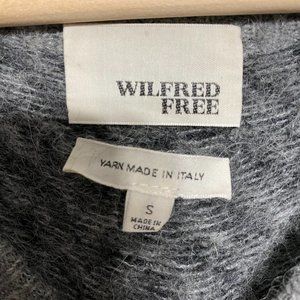 WILFRED
FREE
YARN MADE IN ITALY
S
MADE IN
CHINA